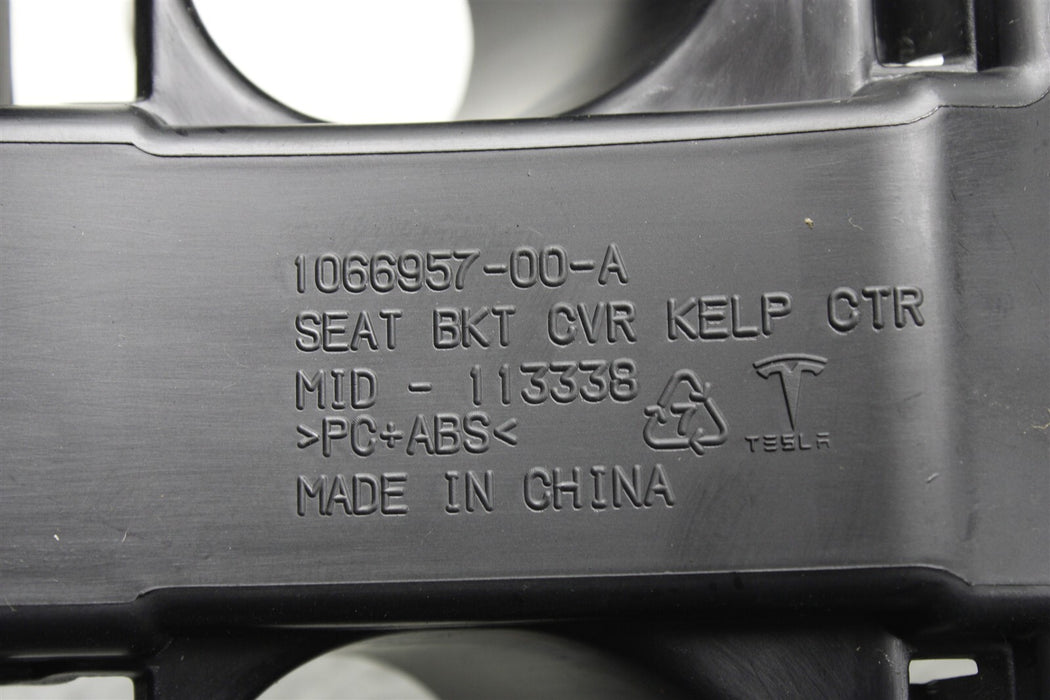 1066957-00-A
SEAT BKT CVR KELP CTR
MID - 113338
>PC+ABS<
7
TESLA
MADE IN CHINA